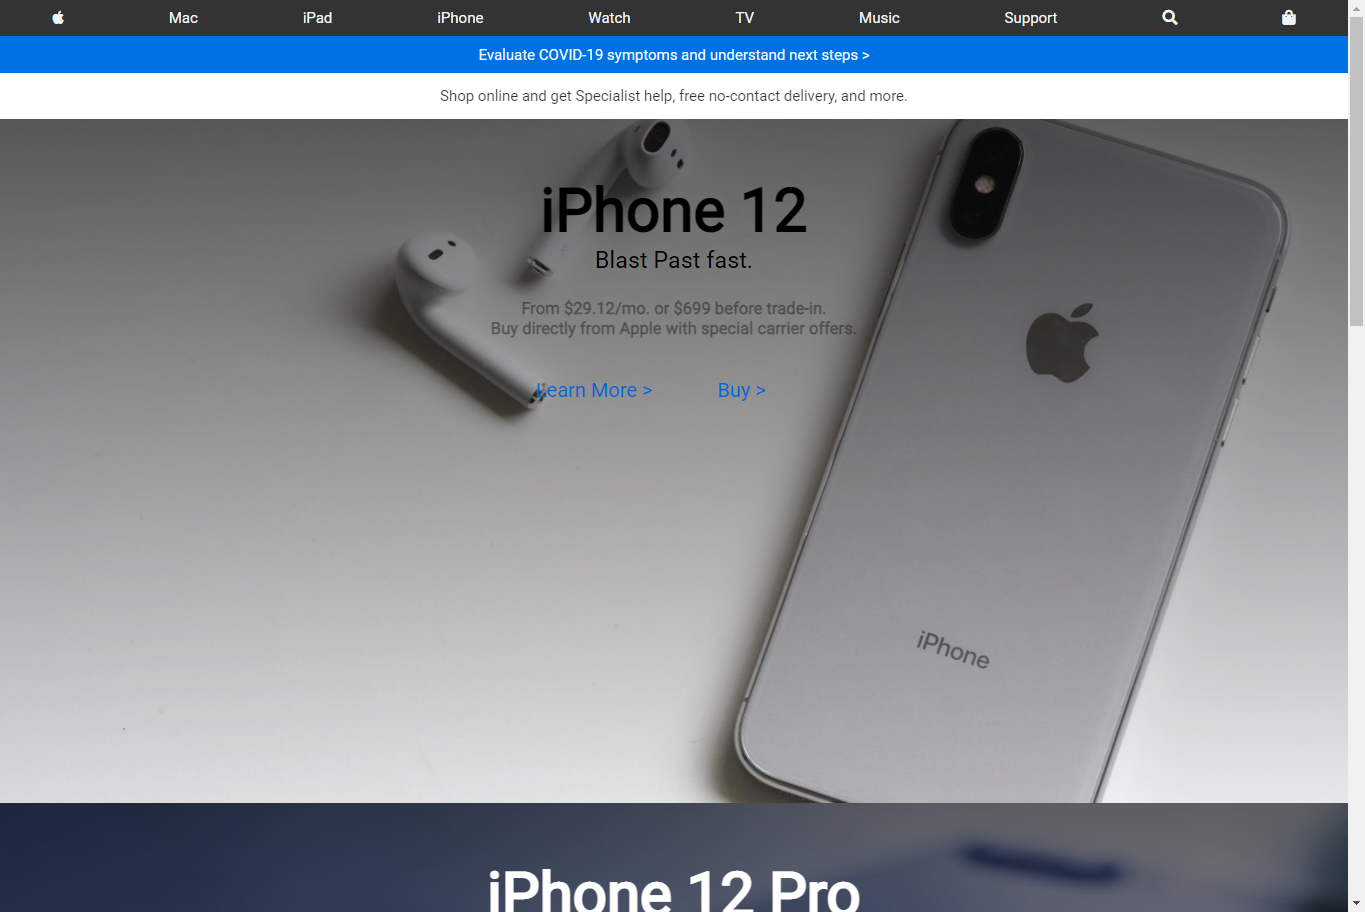 Mac iPad iPhone Watch TV Music Support
Evaluate COVID-19 symptoms and understand next steps >
Shop online and get Specialist help, free no-contact delivery, and more.
iPhone 12
Blast Past fast.
From $29.12/mo. or $699 before trade-in.
Buy directly from Apple with special carrier offers.
Learn More > Buy >
iPhone
iPhone 12 Pro